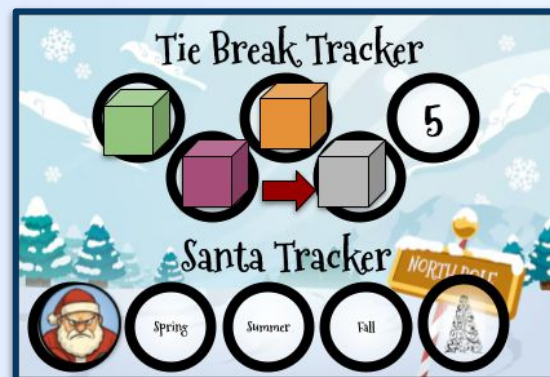 Tie Break Tracker
5
Santa Tracker
NORTH POLE
Spring
Summer
Fall